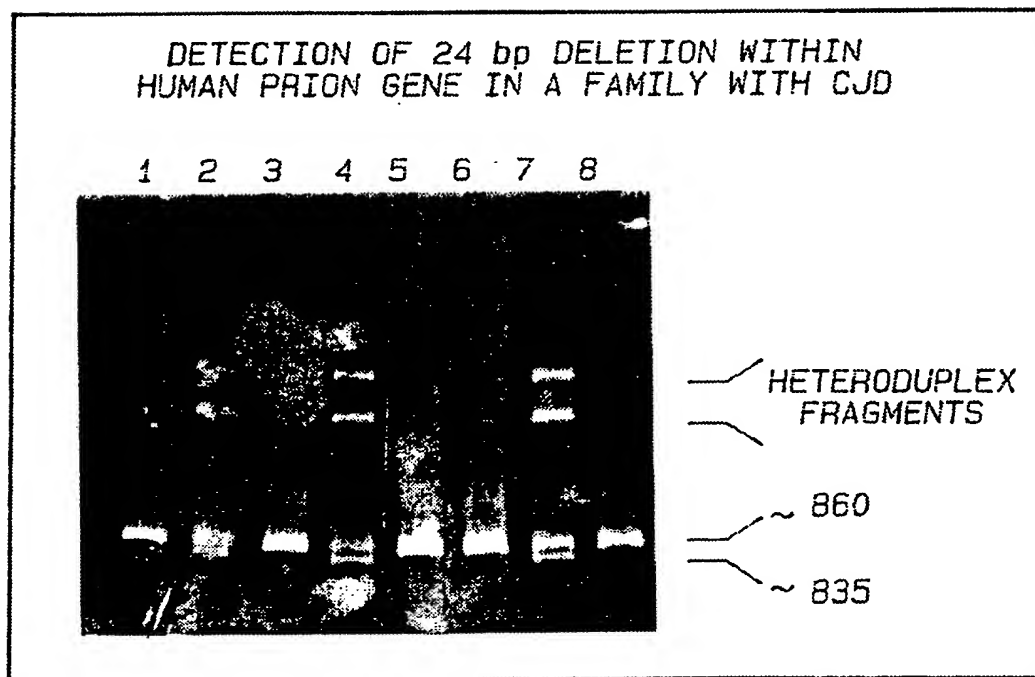 DETECTION OF 24 bp DELETION WITHIN
HUMAN PRION GENE IN A FAMILY WITH CJD
1 2 3 4 5 6 7 8
HETERODUPLEX
FRAGMENTS
~ 860
~ 835